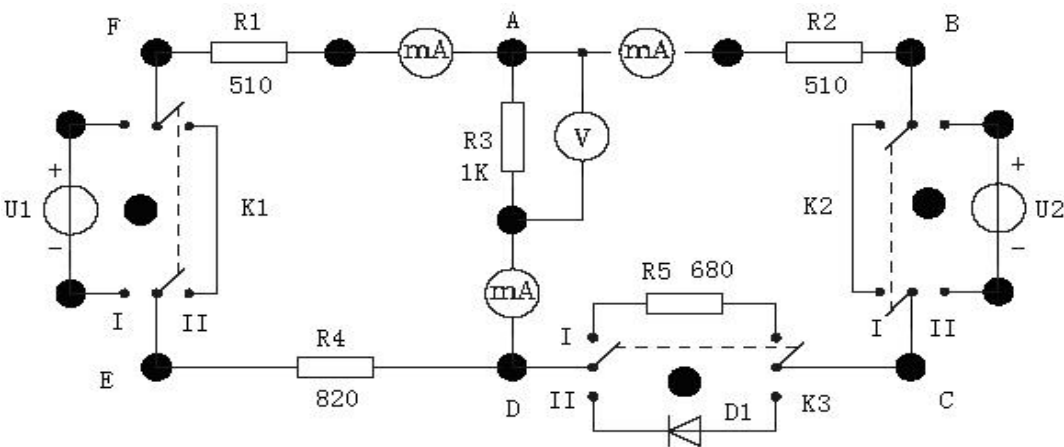 F R1 A R2 B
mA mA
510 510
R3 V
1K
+ +
U1 K1 K2 U2
- -
R5 680
mA
I II I I II
R4
E 820 D II D1 K3 C